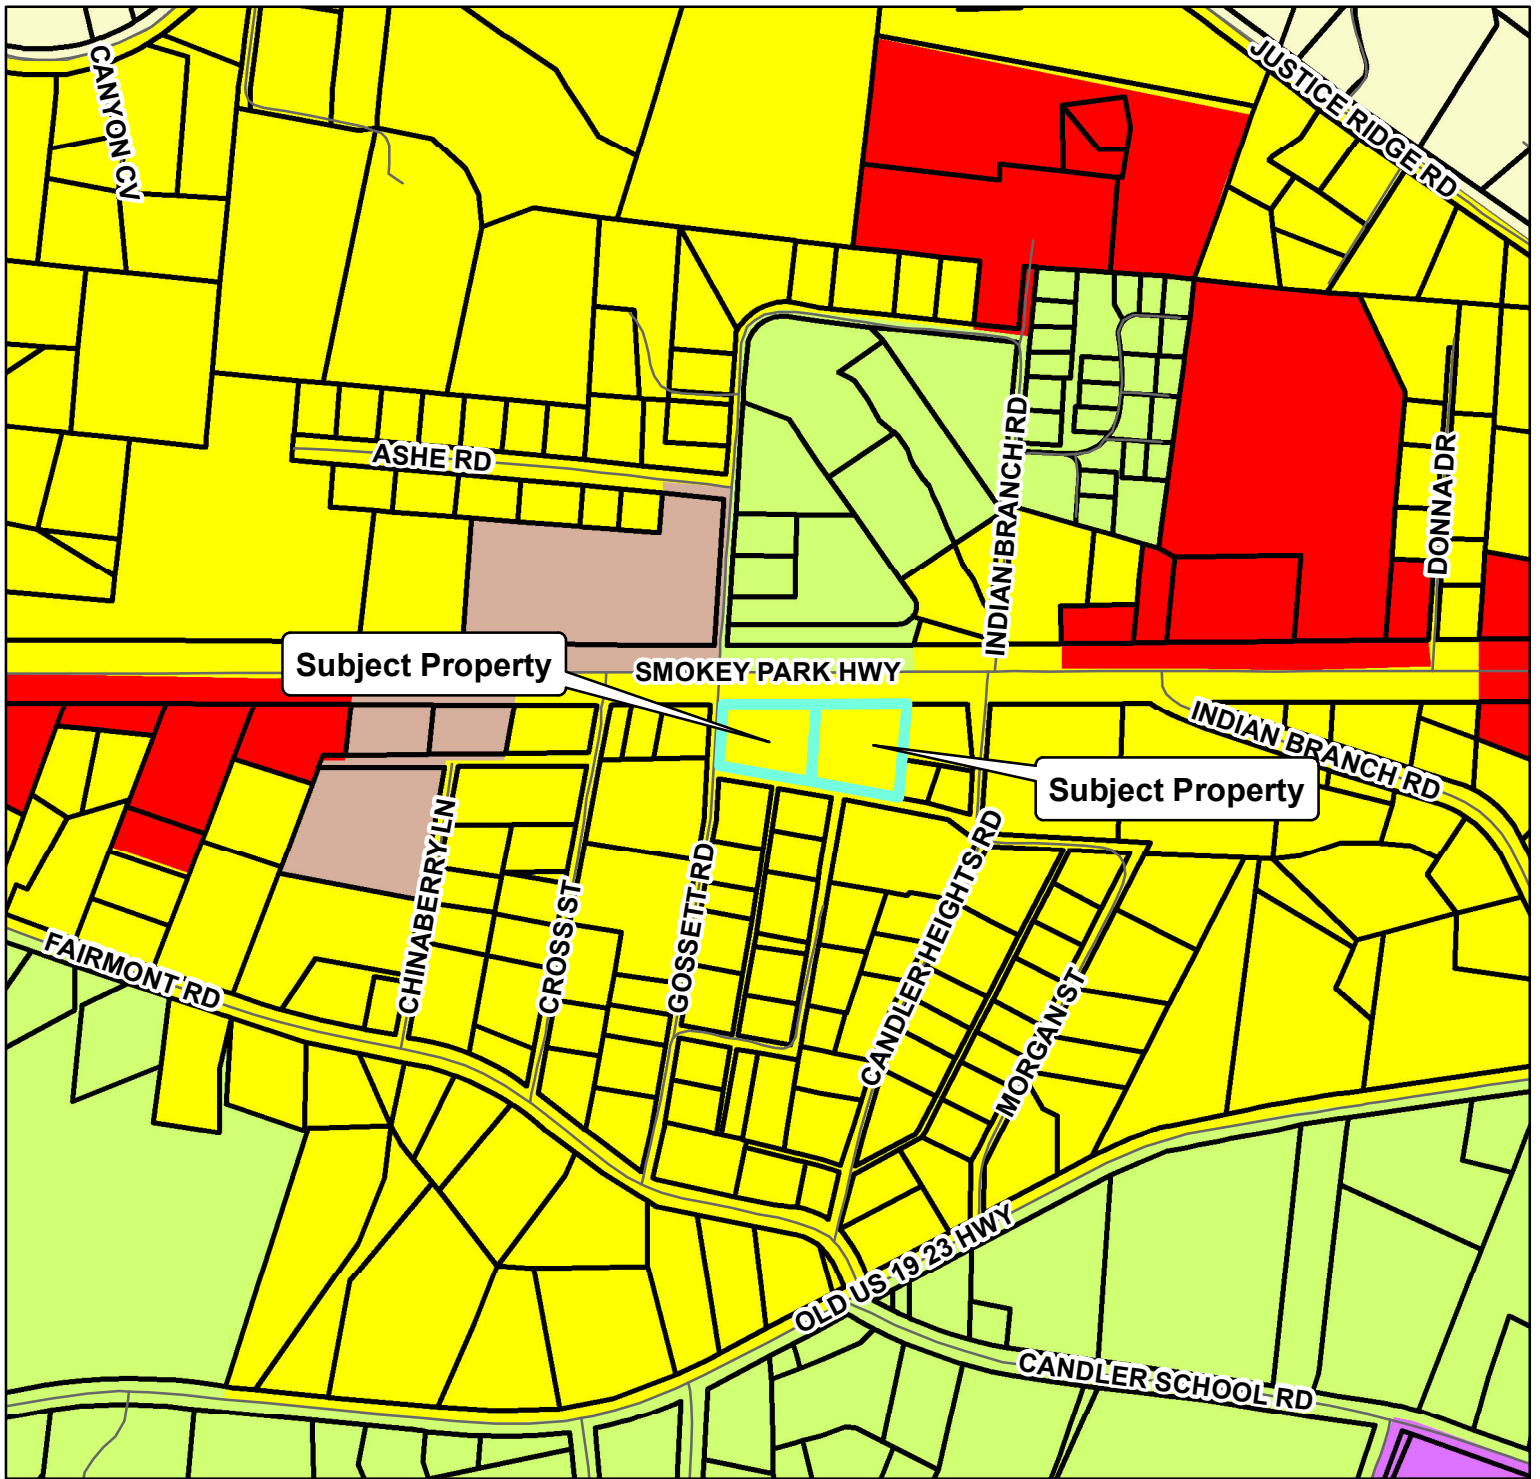 JUSTICE RIDGE RD
CANYON CV
ASHE RD
INDIAN BRANCH RD
DONNA DR
Subject Property
SMOKEY PARK HWY
INDIAN BRANCH RD
Subject Property
CHINABERRY LN
CROSS ST
GOSSETT RD
CANDLER HEIGHTS RD
MORGAN ST
FAIRMONT RD
OLD US 19 23 HWY
CANDLER SCHOOL RD